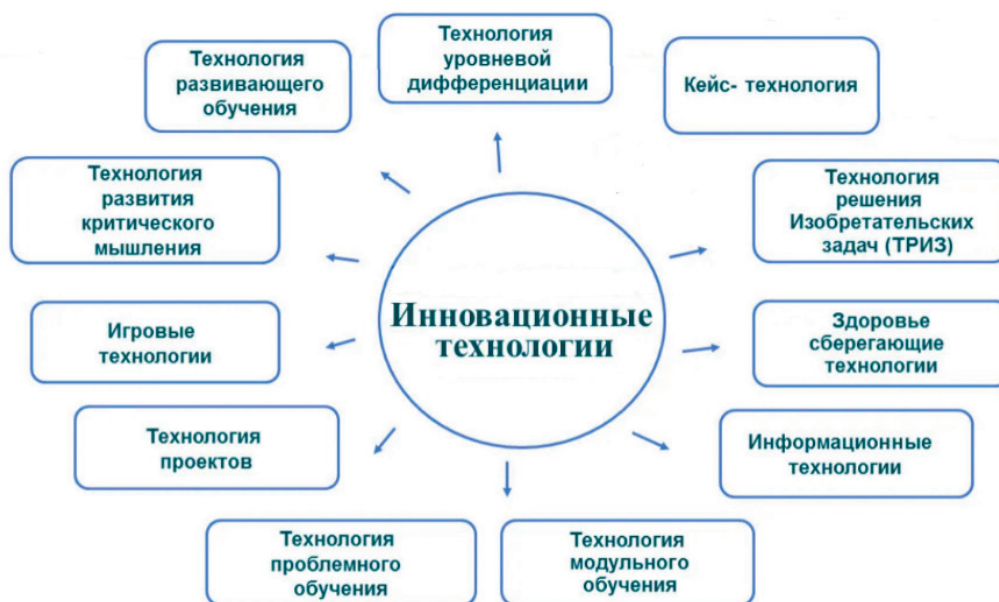 Технология
уровневой
дифференциации
Технология
развивающего
обучения
Кейс- технология
Технология
развития
критического
мышления
Технология
решения
Изобретательских
задач (ТРИЗ)
Инновационные
технологии
Игровые
технологии
Здоровье
сберегающие
технологии
Технология
проектов
Информационные
технологии
Технология
проблемного
обучения
Технология
модульного
обучения